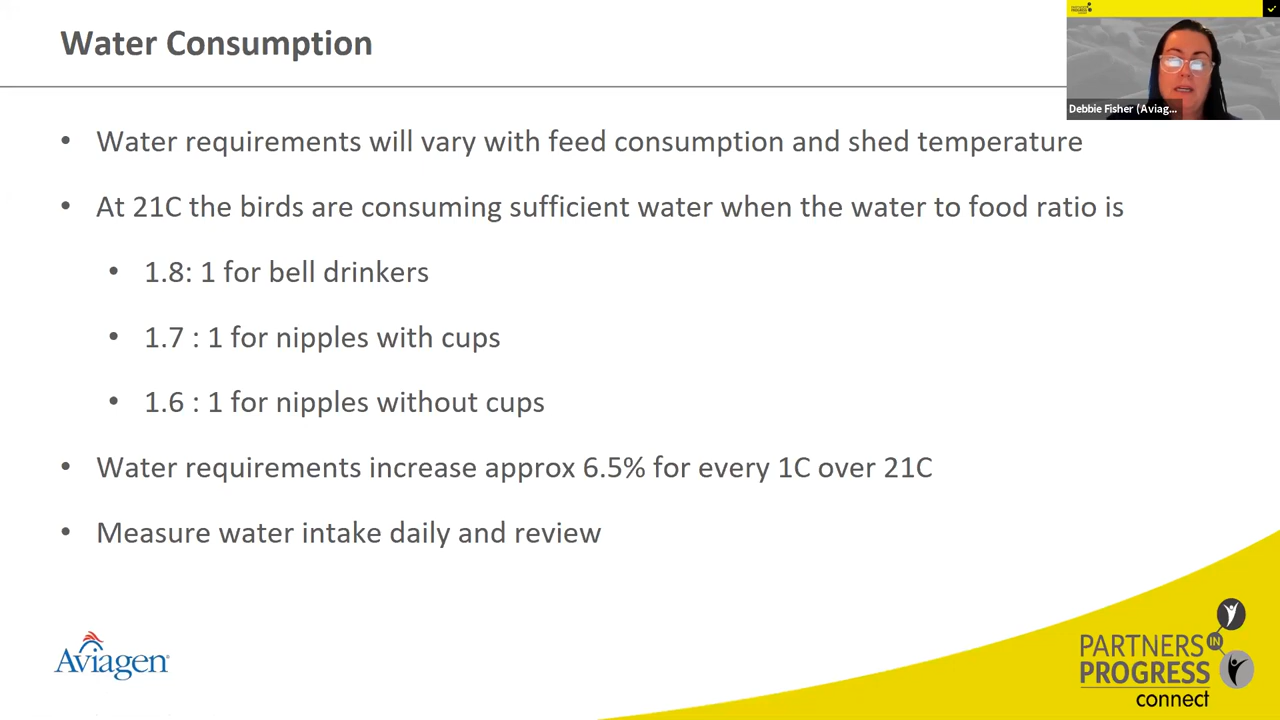 Water Consumption
PARTNERS IN
PROGRESS
Debbie Fisher (Aviag...
• Water requirements will vary with feed consumption and shed temperature
• At 21C the birds are consuming sufficient water when the water to food ratio is
• 1.8: 1 for bell drinkers
• 1.7 : 1 for nipples with cups
• 1.6 : 1 for nipples without cups
• Water requirements increase approx 6.5% for every 1C over 21C
• Measure water intake daily and review
Aviagen
PARTNERS IN
PROGRESS
connect